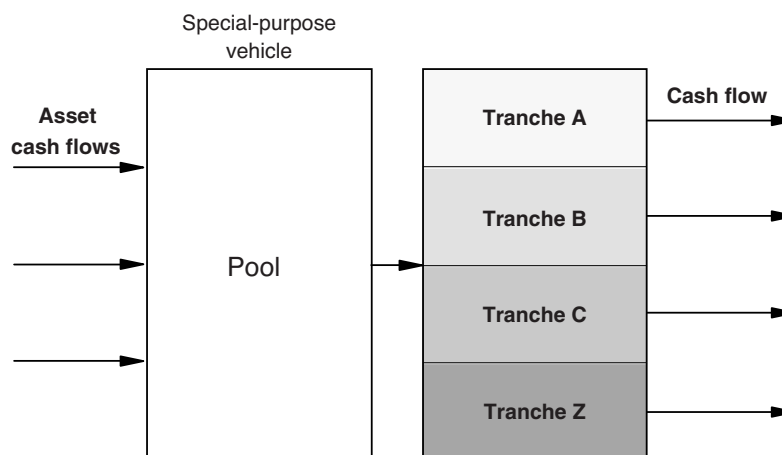 Special-purpose
vehicle
Asset
cash flows
Pool
Tranche A
Tranche B
Tranche C
Tranche Z
Cash flow